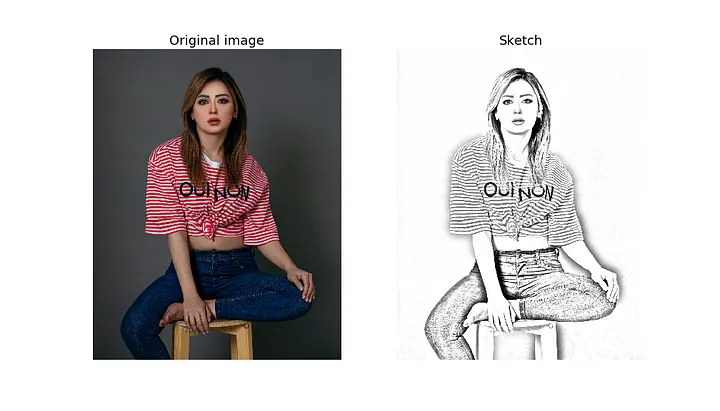 Original image
Sketch
OUI NON
OUI NON